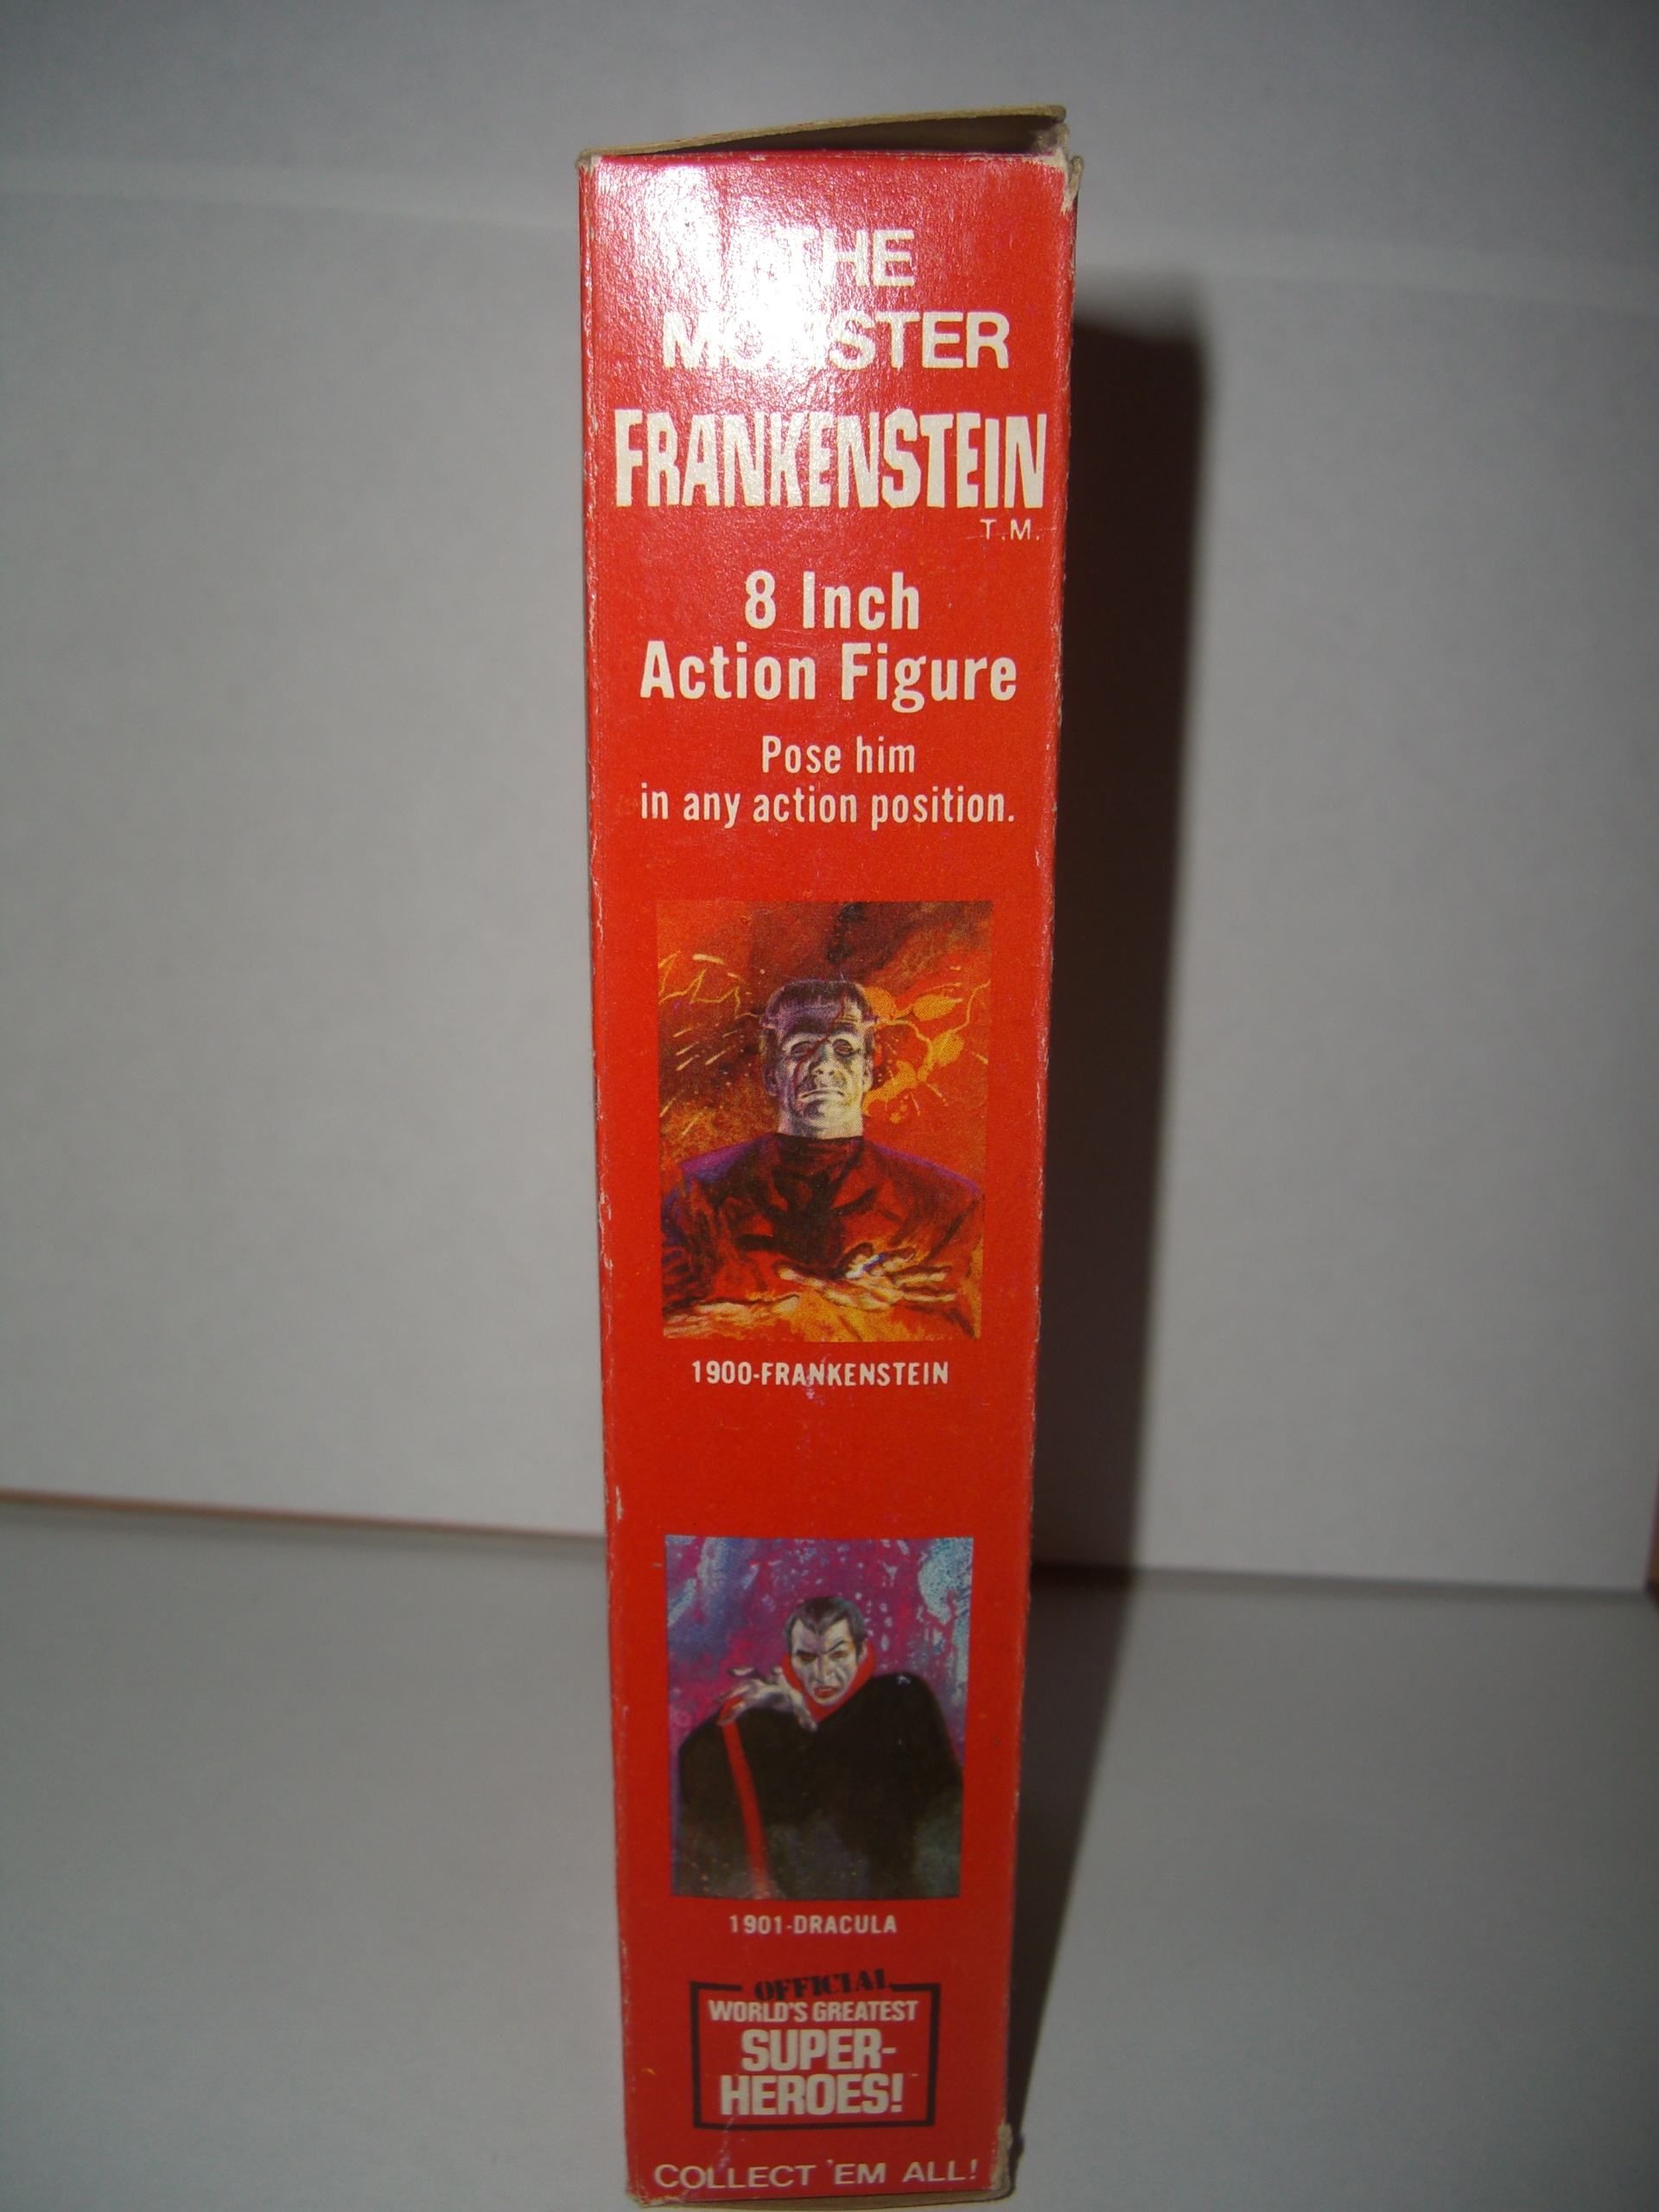 THE
MONSTER
FRANKENSTEIN
T.M.
8 Inch
Action Figure
Pose him
in any action position.
1900-FRANKENSTEIN
1901-DRACULA
OFFICIAL
WORLD'S GREATEST
SUPER-
HEROES!
COLLECT 'EM ALL!